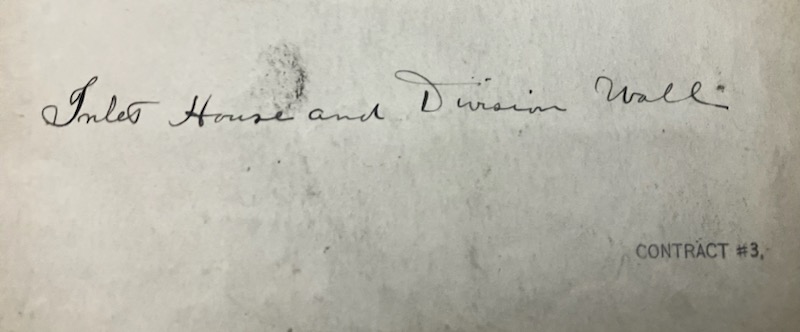 Inlet House and Division Wall
CONTRACT #3.